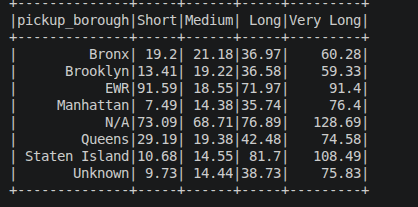 +--------------+-----+------+-----+---------+
|pickup_borough|Short|Medium| Long|Very Long|
+--------------+-----+------+-----+---------+
|         Bronx| 19.2| 21.18|36.97|    60.28|
|      Brooklyn|13.41| 19.22|36.58|    59.33|
|           EWR|91.59| 18.55|71.97|     91.4|
|     Manhattan| 7.49| 14.38|35.74|     76.4|
|           N/A|73.09| 68.71|76.89|   128.69|
|        Queens|29.19| 19.38|42.48|    74.58|
| Staten Island|10.68| 14.55| 81.7|   108.49|
|       Unknown| 9.73| 14.44|38.73|    75.83|
+--------------+-----+------+-----+---------+